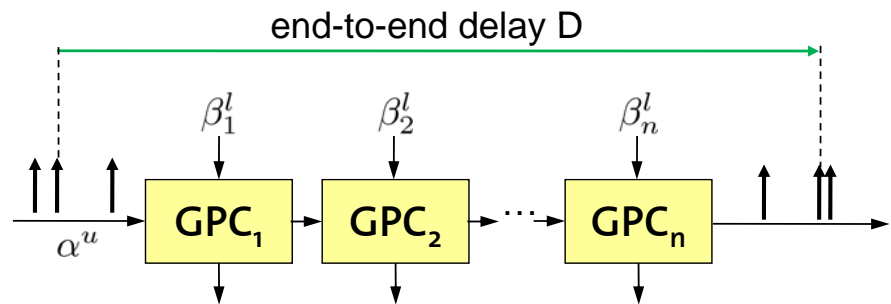 end-to-end delay D
β₁ˡ β₂ˡ βₙˡ
GPC₁ GPC₂ ... GPCₙ
αᵘ